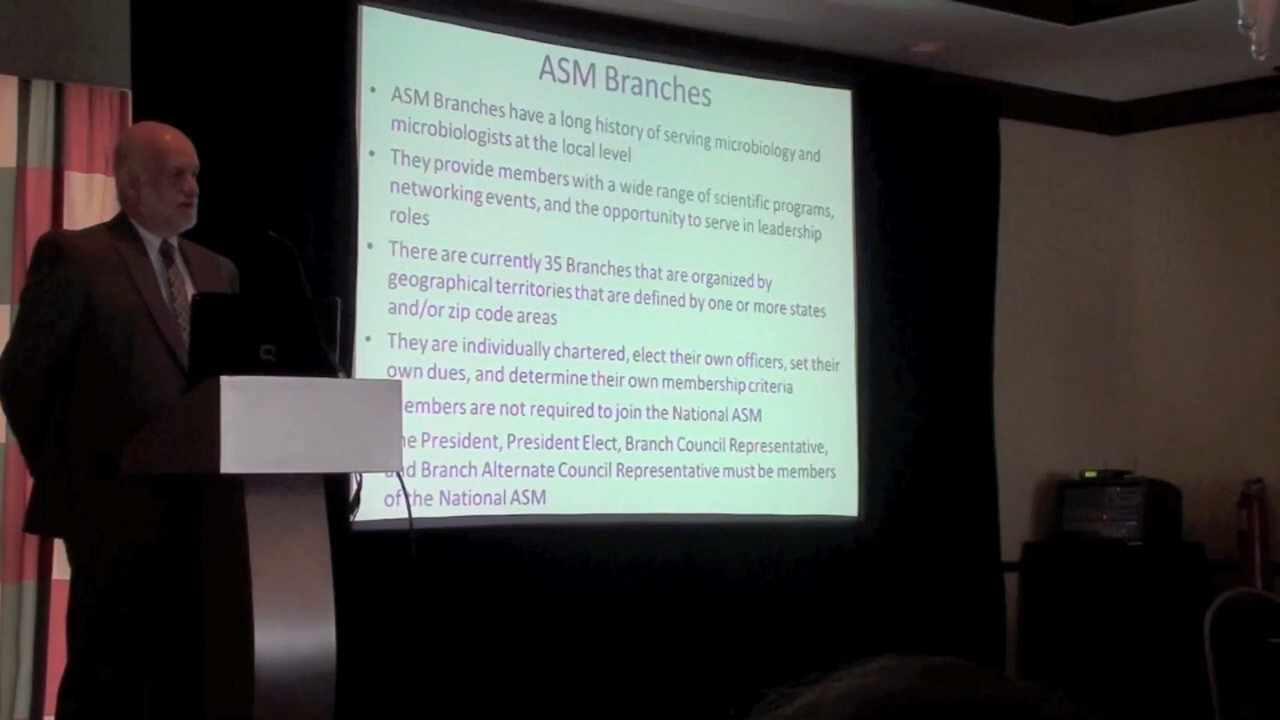 ASM Branches
• ASM Branches have a long history of serving microbiology and
microbiologists at the local level
• They provide members with a wide range of scientific programs,
networking events, and the opportunity to serve in leadership
roles
• There are currently 35 Branches that are organized by
geographical territories that are defined by one or more states
and/or zip code areas
• They are individually chartered, elect their own officers, set their
own dues, and determine their own membership criteria
embers are not required to join the National ASM
he President, President Elect, Branch Council Representative,
and Branch Alternate Council Representative must be members
of the National ASM